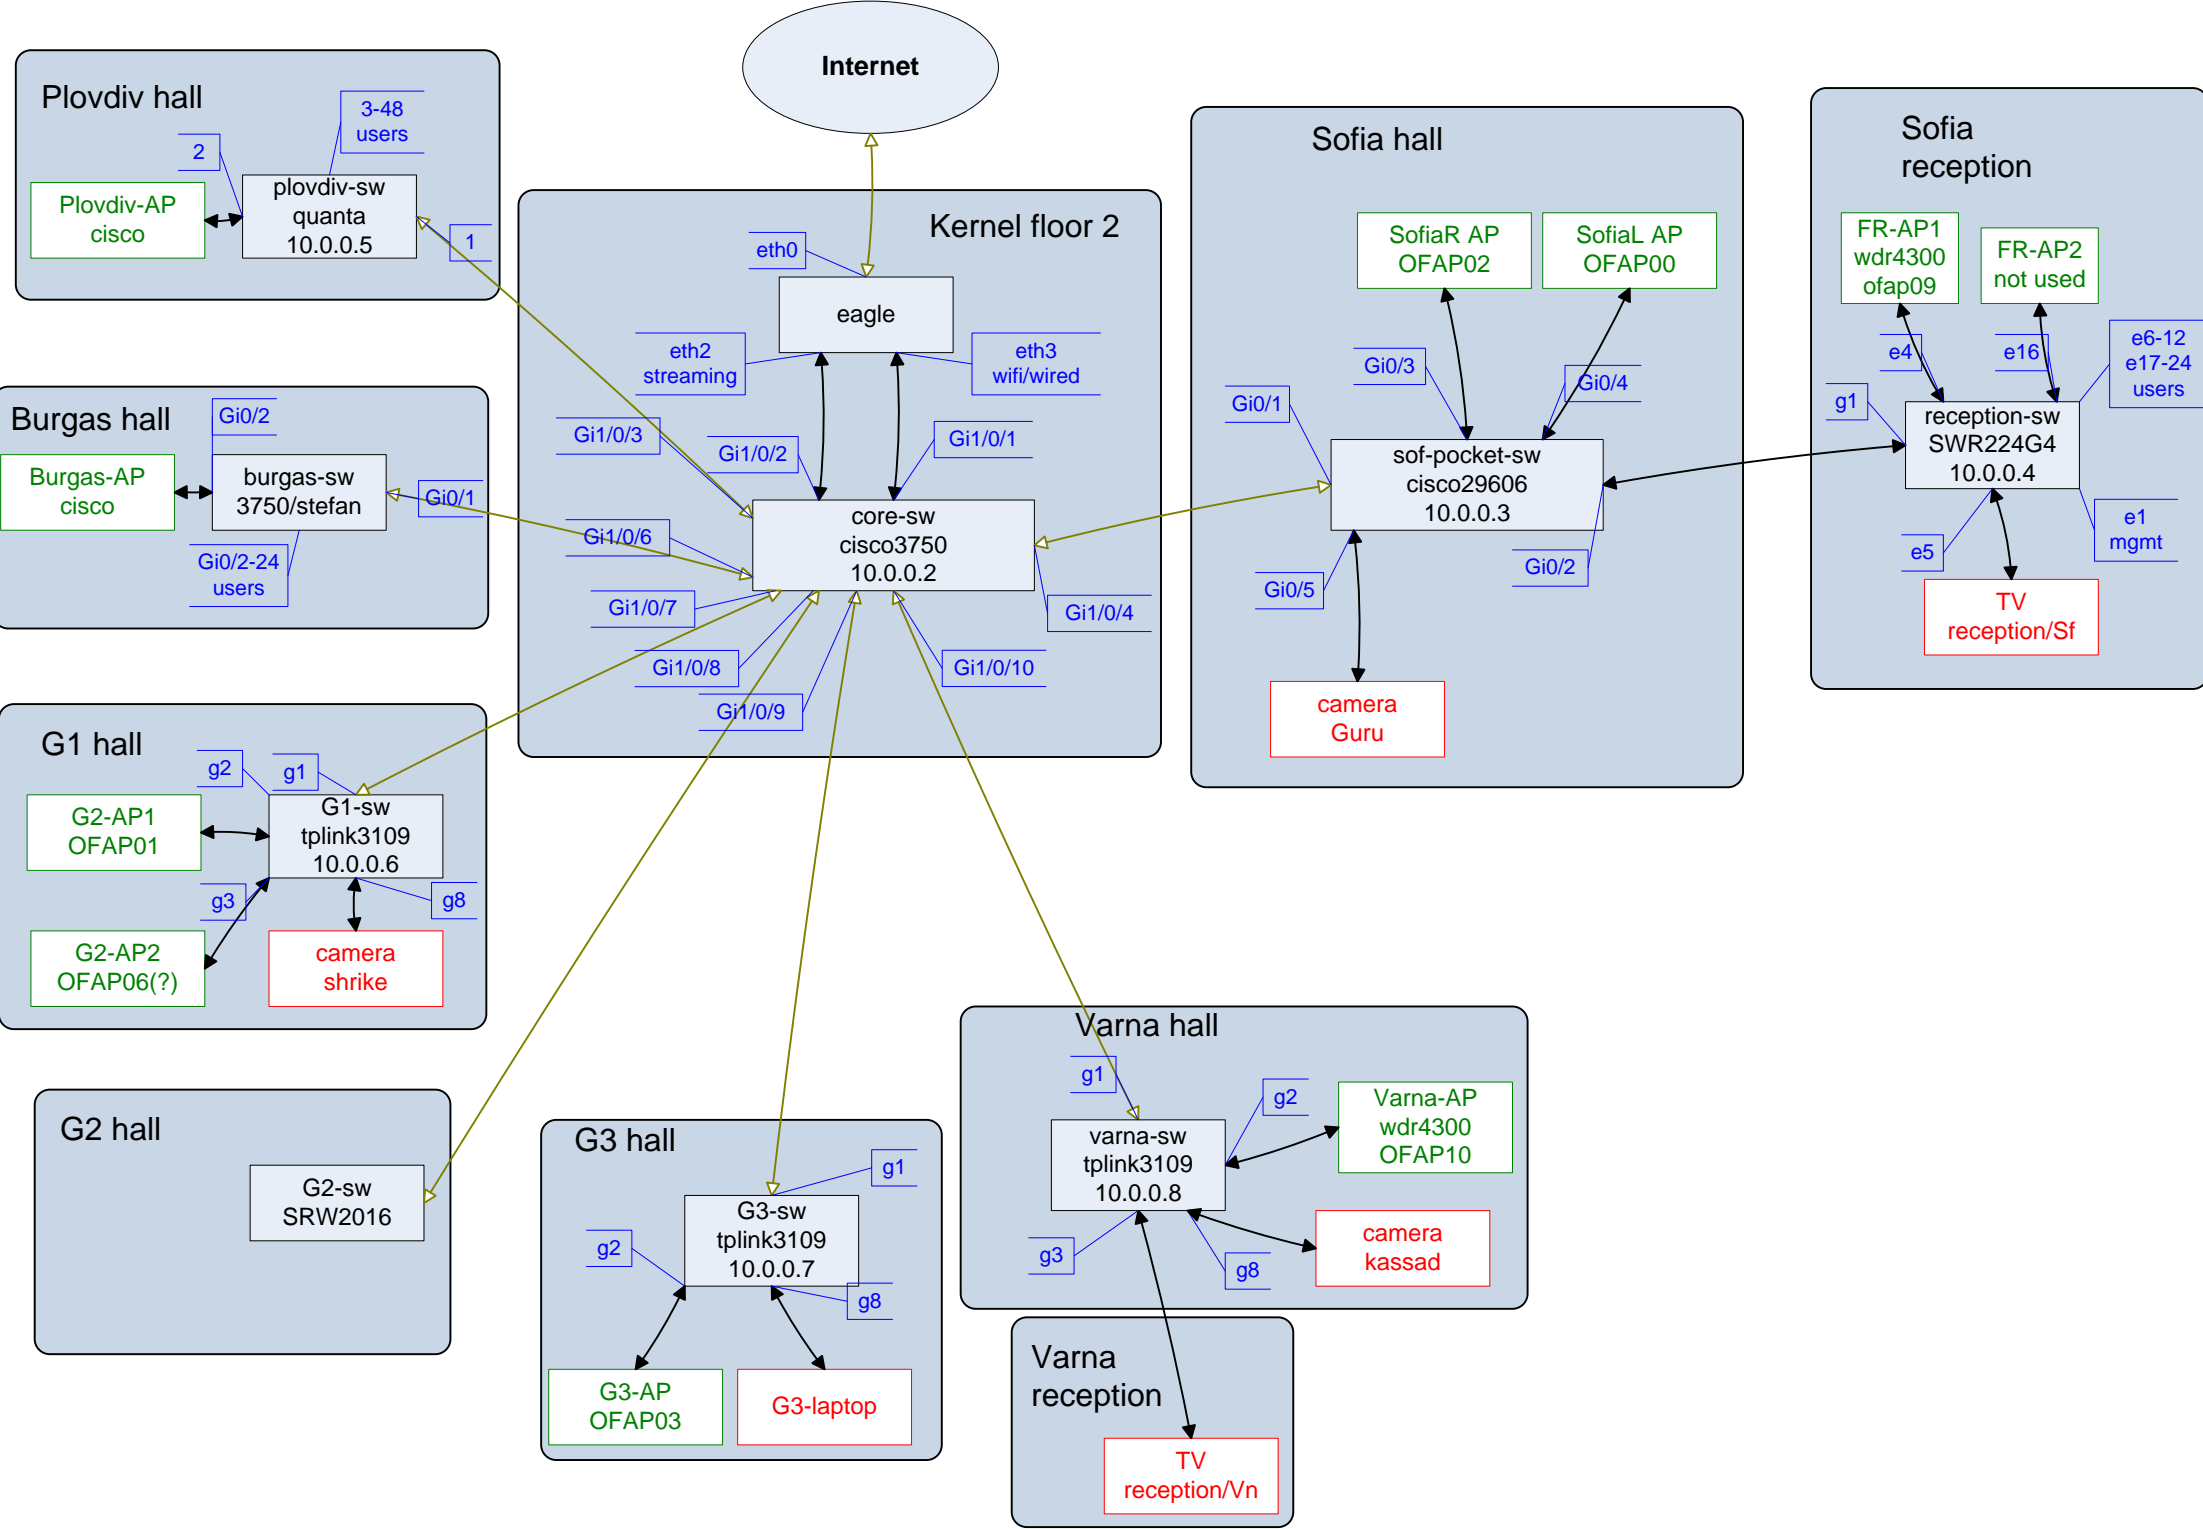 Internet
Plovdiv hall
2
3-48
users
Plovdiv-AP
cisco
plovdiv-sw
quanta
10.0.0.5
1
Burgas hall
Gi0/2
Burgas-AP
cisco
burgas-sw
3750/stefan
Gi0/1
Gi0/2-24
users
Kernel floor 2
eth0
eagle
eth2
streaming
eth3
wifi/wired
Gi1/0/3
Gi1/0/2
Gi1/0/1
core-sw
cisco3750
10.0.0.2
Gi1/0/6
Gi1/0/7
Gi1/0/8
Gi1/0/9
Gi1/0/10
Gi1/0/4
Sofia hall
SofiaR AP
OFAP02
SofiaL AP
OFAP00
Gi0/3
Gi0/4
Gi0/1
sof-pocket-sw
cisco29606
10.0.0.3
Gi0/5
Gi0/2
camera
Guru
Sofia
reception
FR-AP1
wdr4300
ofap09
FR-AP2
not used
e4
e16
e6-12
e17-24
users
g1
reception-sw
SWR224G4
10.0.0.4
e5
e1
mgmt
TV
reception/Sf
G1 hall
g2
g1
G2-AP1
OFAP01
G1-sw
tplink3109
10.0.0.6
g3
g8
G2-AP2
OFAP06(?)
camera
shrike
G2 hall
G2-sw
SRW2016
G3 hall
g1
G3-sw
tplink3109
10.0.0.7
g2
g8
G3-AP
OFAP03
G3-laptop
Varna hall
g1
g2
varna-sw
tplink3109
10.0.0.8
Varna-AP
wdr4300
OFAP10
g3
g8
camera
kassad
Varna
reception
TV
reception/Vn